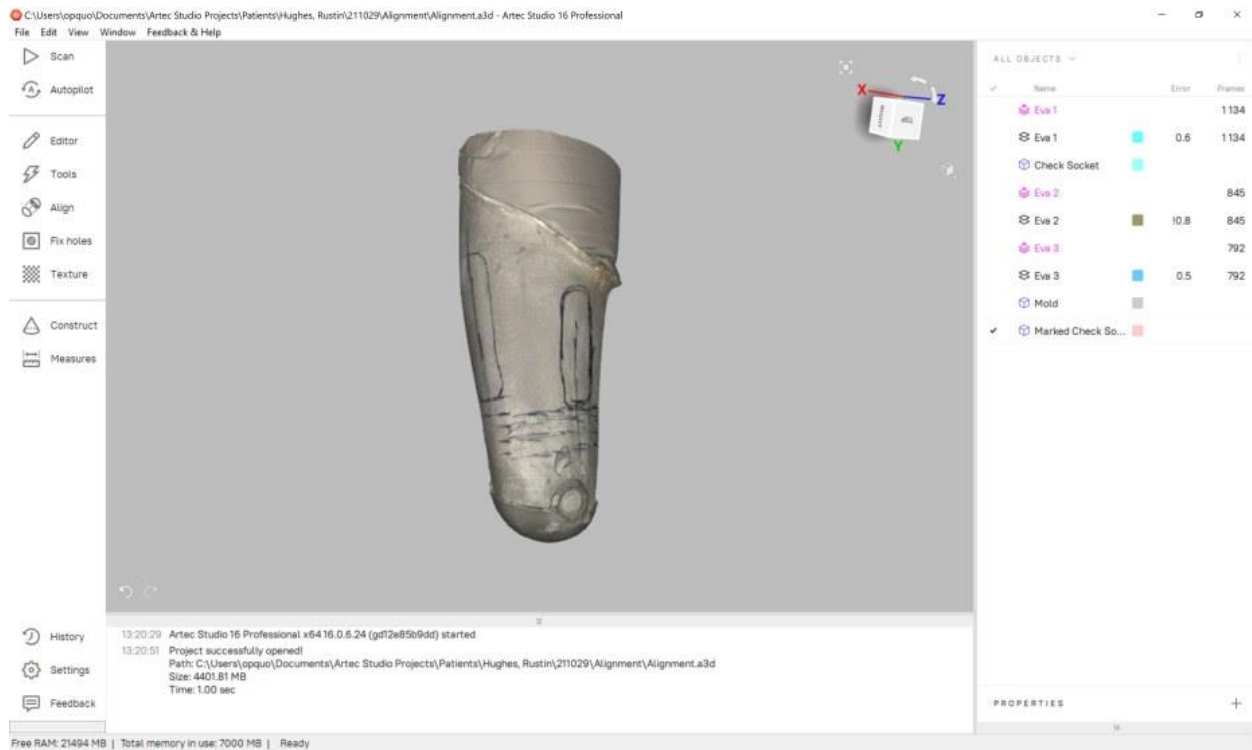 C:\Users\opquo\Documents\Artec Studio Projects\Patients\Hughes, Rustin\211029\Alignment\Alignment.a3d - Artec Studio 16 Professional
File Edit View Window Feedback & Help
Scan
Autopilot
Editor
Tools
Align
Fix holes
Texture
Construct
Measures
History
Settings
Feedback
X
Z
Y
TOP
ALL OBJECTS
Name Error Frames
Eva 1 1134
Eva 1 0.6 1134
Check Socket
Eva 2 845
Eva 2 !0.8 845
Eva 3 792
Eva 3 0.5 792
Mold
Marked Check So...
PROPERTIES
13:20:29 Artec Studio 16 Professional x64 16.0.6.24 (gd12e85b9dd) started
13:20:51 Project successfully opened!
Path: C:\Users\opquo\Documents\Artec Studio Projects\Patients\Hughes, Rustin\211029\Alignment\Alignment.a3d
Size: 4401.81 MB
Time: 1.00 sec
Free RAM: 21494 MB | Total memory in use: 7000 MB | Ready